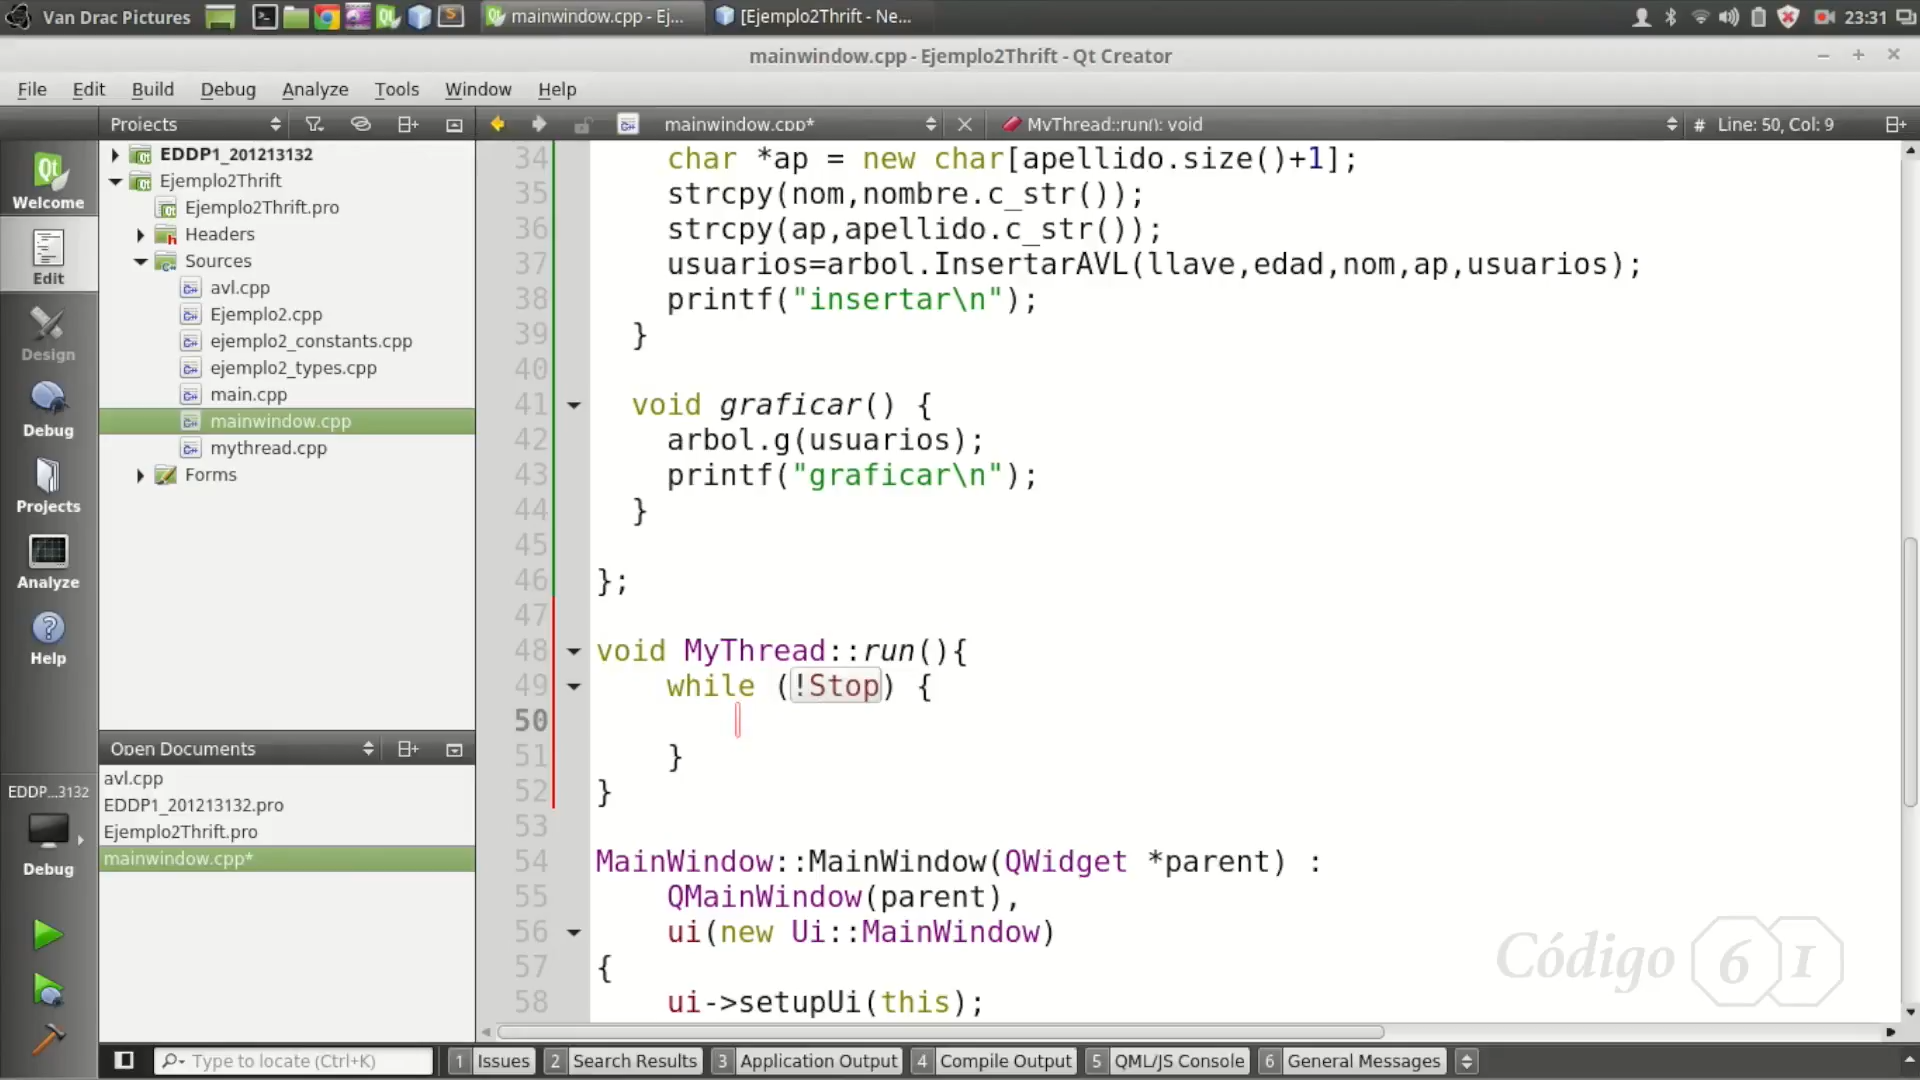 Van Drac Pictures
mainwindow.cpp - Ej...
[Ejemplo2Thrift - Ne...
23:31
mainwindow.cpp - Ejemplo2Thrift - Qt Creator
File Edit Build Debug Analyze Tools Window Help
Projects
mainwindow.cpp*
MyThread::run(): void
# Line: 50, Col: 9
Welcome
Edit
Design
Debug
Projects
Analyze
Help
EDDP...3132
Debug
EDDP1_201213132
Ejemplo2Thrift
Ejemplo2Thrift.pro
Headers
Sources
avl.cpp
Ejemplo2.cpp
ejemplo2_constants.cpp
ejemplo2_types.cpp
main.cpp
mainwindow.cpp
mythread.cpp
Forms
Open Documents
avl.cpp
EDDP1_201213132.pro
Ejemplo2Thrift.pro
mainwindow.cpp*
34 char *ap = new char[apellido.size()+1];
35 strcpy(nom,nombre.c_str());
36 strcpy(ap,apellido.c_str());
37 usuarios=arbol.InsertarAVL(llave,edad,nom,ap,usuarios);
38 printf("insertar\n");
39 }
40
41 void graficar() {
42 arbol.g(usuarios);
43 printf("graficar\n");
44 }
45
46 };
47
48 void MyThread::run(){
49 while (!Stop) {
50
51 }
52 }
53
54 MainWindow::MainWindow(QWidget *parent) :
55 QMainWindow(parent),
56 ui(new Ui::MainWindow)
57 {
58 ui->setupUi(this);
Código 61
Type to locate (Ctrl+K)
1 Issues 2 Search Results 3 Application Output 4 Compile Output 5 QML/JS Console 6 General Messages